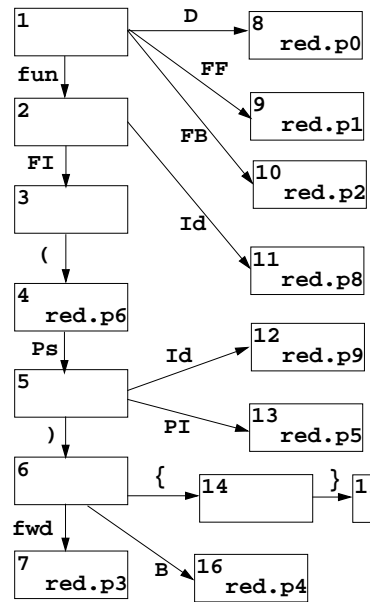 1
D
8
red.p0
fun
FF
9
red.p1
2
FB
10
red.p2
FI
3
Id
(
11
red.p8
4
red.p6
Ps
Id
12
red.p9
5
PI
13
red.p5
)
6
{
14
}
1
fwd
7
red.p3
B
16
red.p4